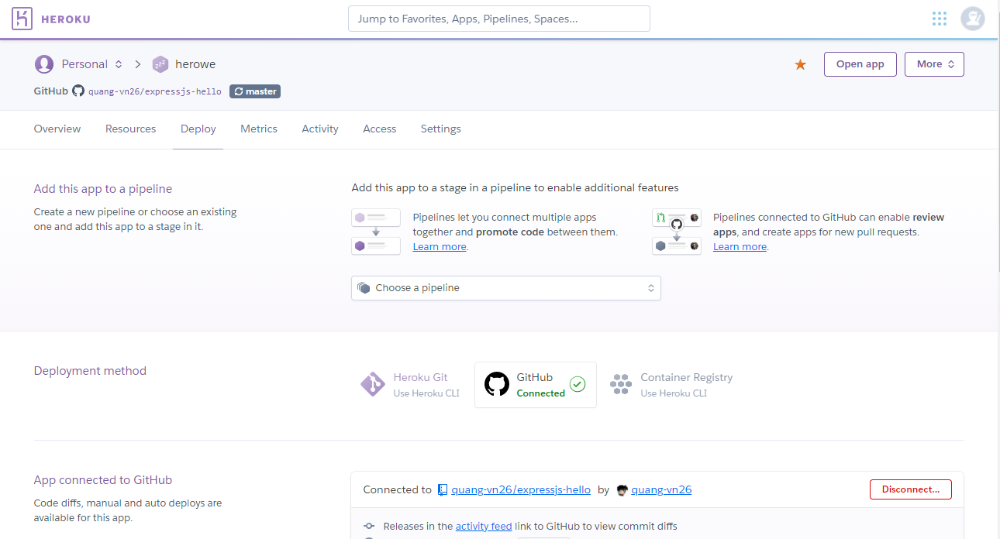 HEROKU
Jump to Favorites, Apps, Pipelines, Spaces...
Personal
herowe
Open app
More
GitHub quang-vn26/expressjs-hello master
Overview Resources Deploy Metrics Activity Access Settings
Add this app to a pipeline
Create a new pipeline or choose an existing
one and add this app to a stage in it.
Add this app to a stage in a pipeline to enable additional features
Pipelines let you connect multiple apps
together and promote code between them.
Learn more.
Pipelines connected to GitHub can enable review
apps, and create apps for new pull requests.
Learn more.
Choose a pipeline
Deployment method
Heroku Git
Use Heroku CLI
GitHub
Connected
Container Registry
Use Heroku CLI
App connected to GitHub
Code diffs, manual and auto deploys are
available for this app.
Connected to quang-vn26/expressjs-hello by quang-vn26
Disconnect...
Releases in the activity feed link to GitHub to view commit diffs